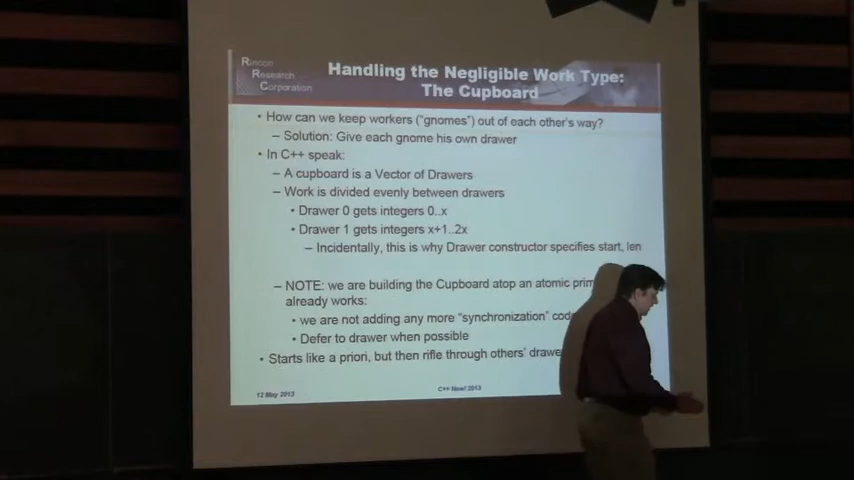 Rincon
Research
Corporation
Handling the Negligible Work Type:
The Cupboard
• How can we keep workers ("gnomes") out of each other's way?
– Solution: Give each gnome his own drawer
• In C++ speak:
– A cupboard is a Vector of Drawers
– Work is divided evenly between drawers
• Drawer 0 gets integers 0..x
• Drawer 1 gets integers x+1..2x
– Incidentally, this is why Drawer constructor specifies start, len
– NOTE: we are building the Cupboard atop an atomic prim
already works:
• we are not adding any more "synchronization" code
• Defer to drawer when possible
• Starts like a priori, but then rifle through others' drawe
12 May 2013
C++ Now! 2013